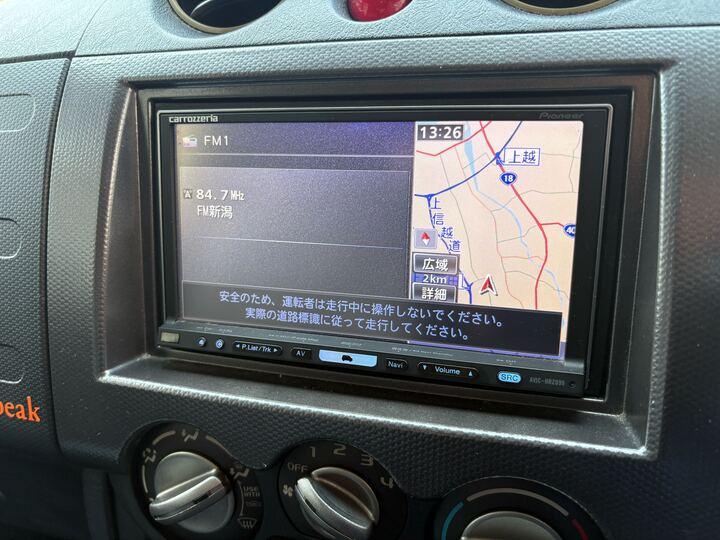 carrozzeria
Pioneer
FM1
13:26
84.7 MHz
FM新潟
上越
18
40
上信越道
広域
2km
詳細
安全のため、運転者は走行中に操作しないでください。
実際の道路標識に従って走行してください。
P.List/Trk
AV
Navi
Volume
SRC
peak
OFF
1
2
3
4
USE
WITH